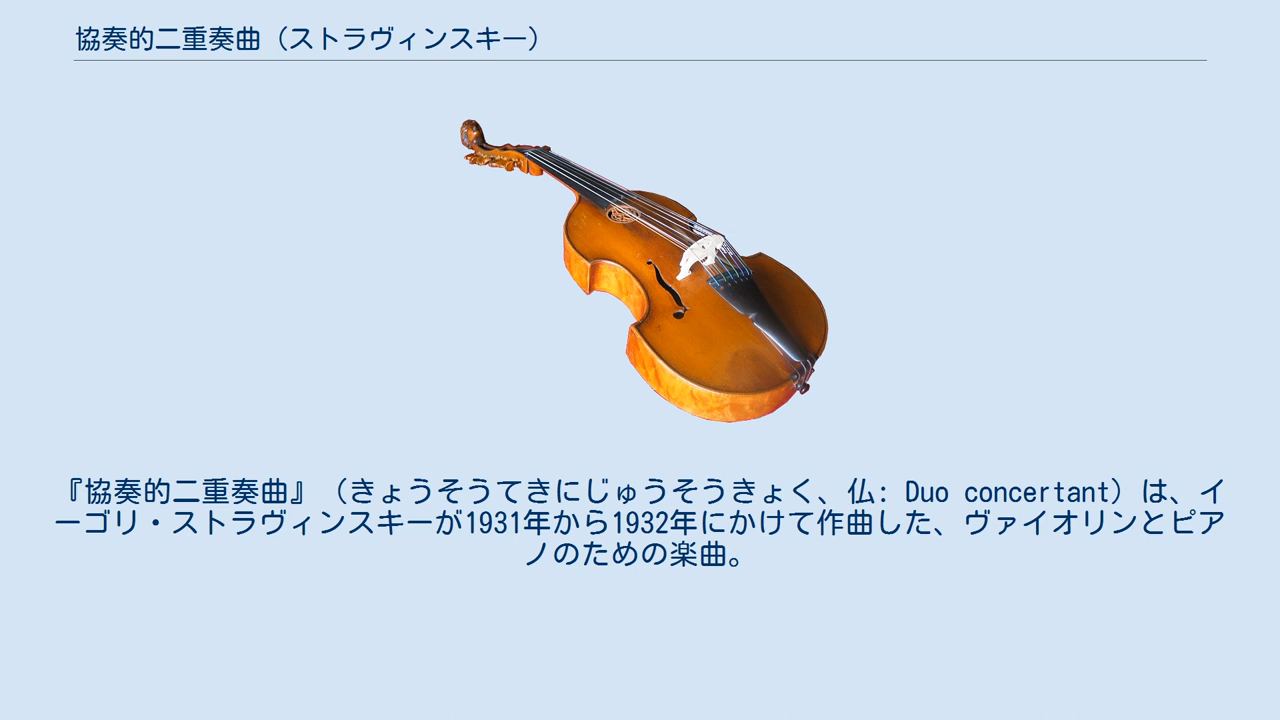 協奏的二重奏曲（ストラヴィンスキー）
『協奏的二重奏曲』（きょうそうてきにじゅうそうきょく、仏: Duo concertant）は、イ
ーゴリ・ストラヴィンスキーが1931年から1932年にかけて作曲した、ヴァイオリンとピア
ノのための楽曲。